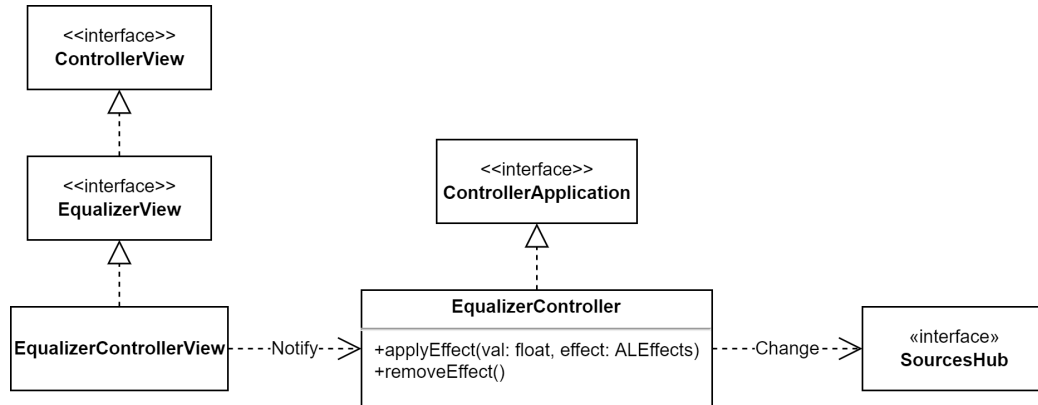 <<interface>>
ControllerView
<<interface>>
EqualizerView
EqualizerControllerView
Notify
<<interface>>
ControllerApplication
EqualizerController
+applyEffect(val: float, effect: ALEffects)
+removeEffect()
Change
«interface»
SourcesHub